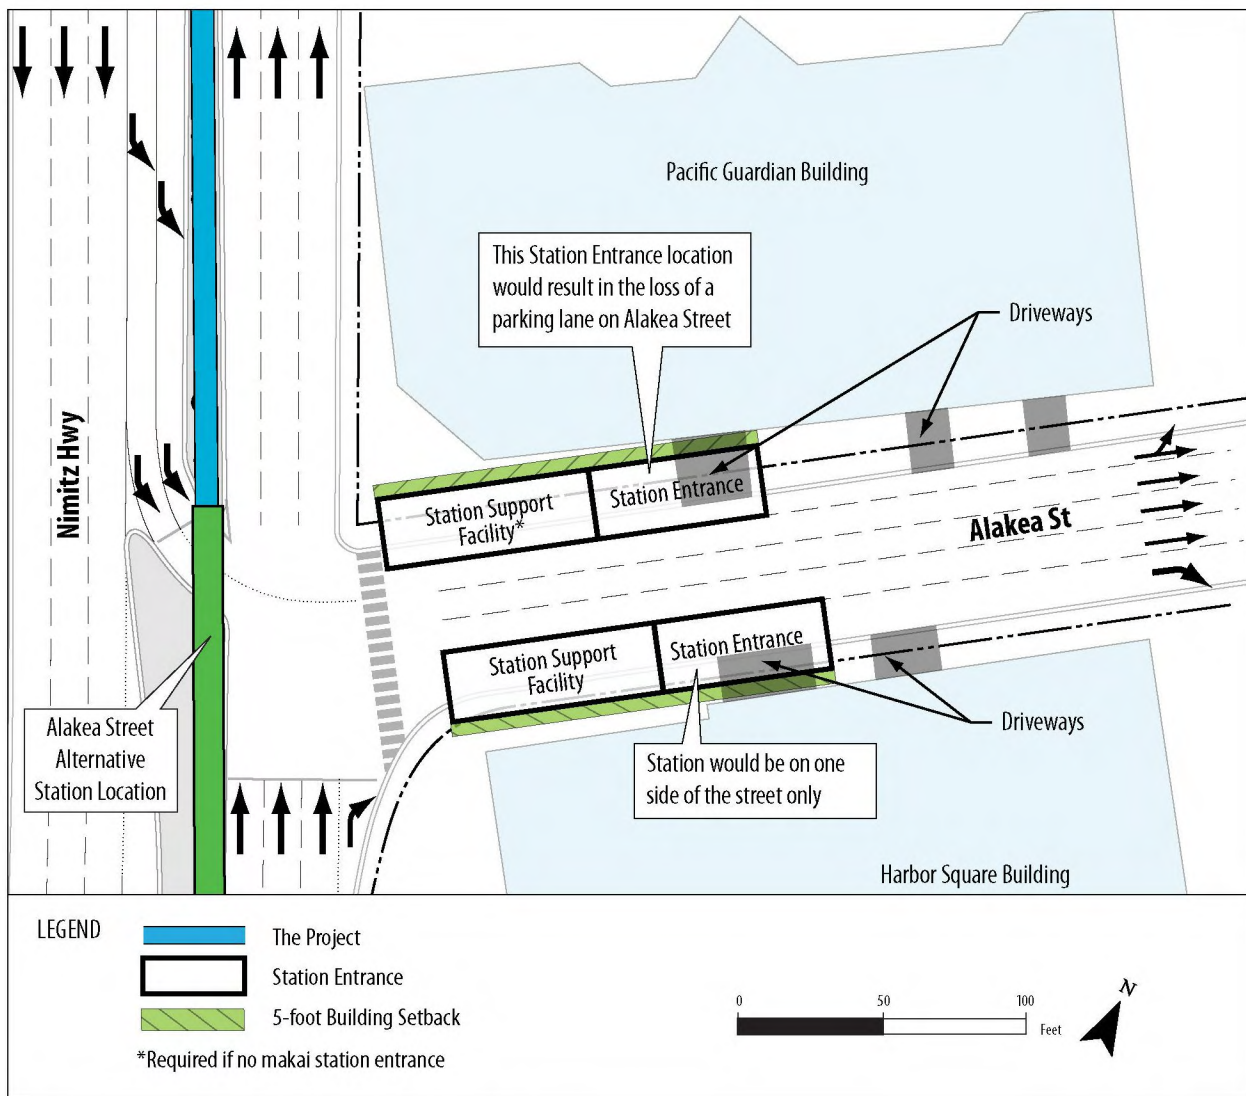 Pacific Guardian Building
This Station Entrance location
would result in the loss of a
parking lane on Alakea Street
Driveways
Nimitz Hwy
Station Support
Facility*
Station Entrance
Alakea St
Station Support
Facility
Station Entrance
Alakea Street
Alternative
Station Location
Driveways
Station would be on one
side of the street only
Harbor Square Building
LEGEND
The Project
Station Entrance
5-foot Building Setback
*Required if no makai station entrance
0 50 100
Feet
N